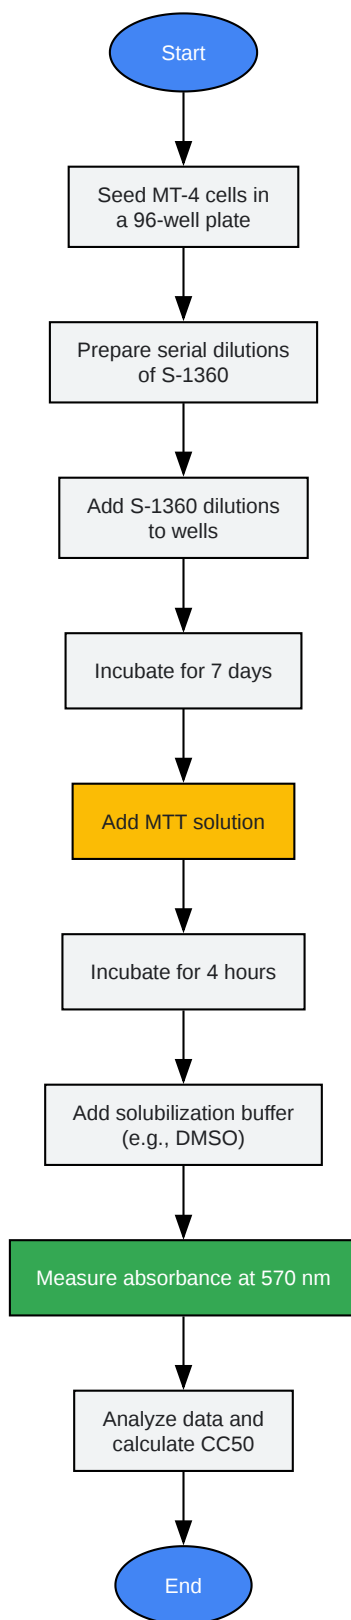 Start
Seed MT-4 cells in
a 96-well plate
Prepare serial dilutions
of S-1360
Add S-1360 dilutions
to wells
Incubate for 7 days
Add MTT solution
Incubate for 4 hours
Add solubilization buffer
(e.g., DMSO)
Measure absorbance at 570 nm
Analyze data and
calculate CC50
End